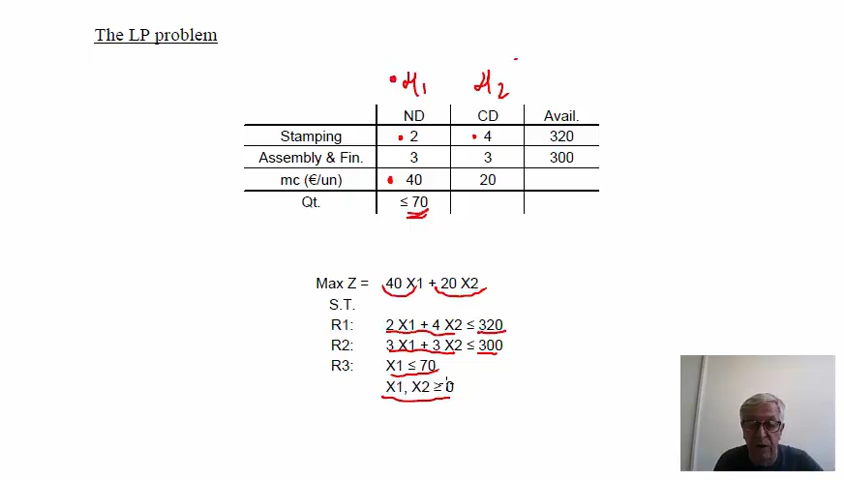 The LP problem
X1 X2
ND CD Avail.
Stamping 2 4 320
Assembly & Fin. 3 3 300
mc (€/un) 40 20
Qt. ≤ 70
Max Z = 40 X1 + 20 X2
S.T.
R1: 2 X1 + 4 X2 ≤ 320
R2: 3 X1 + 3 X2 ≤ 300
R3: X1 ≤ 70
X1, X2 ≥ 0